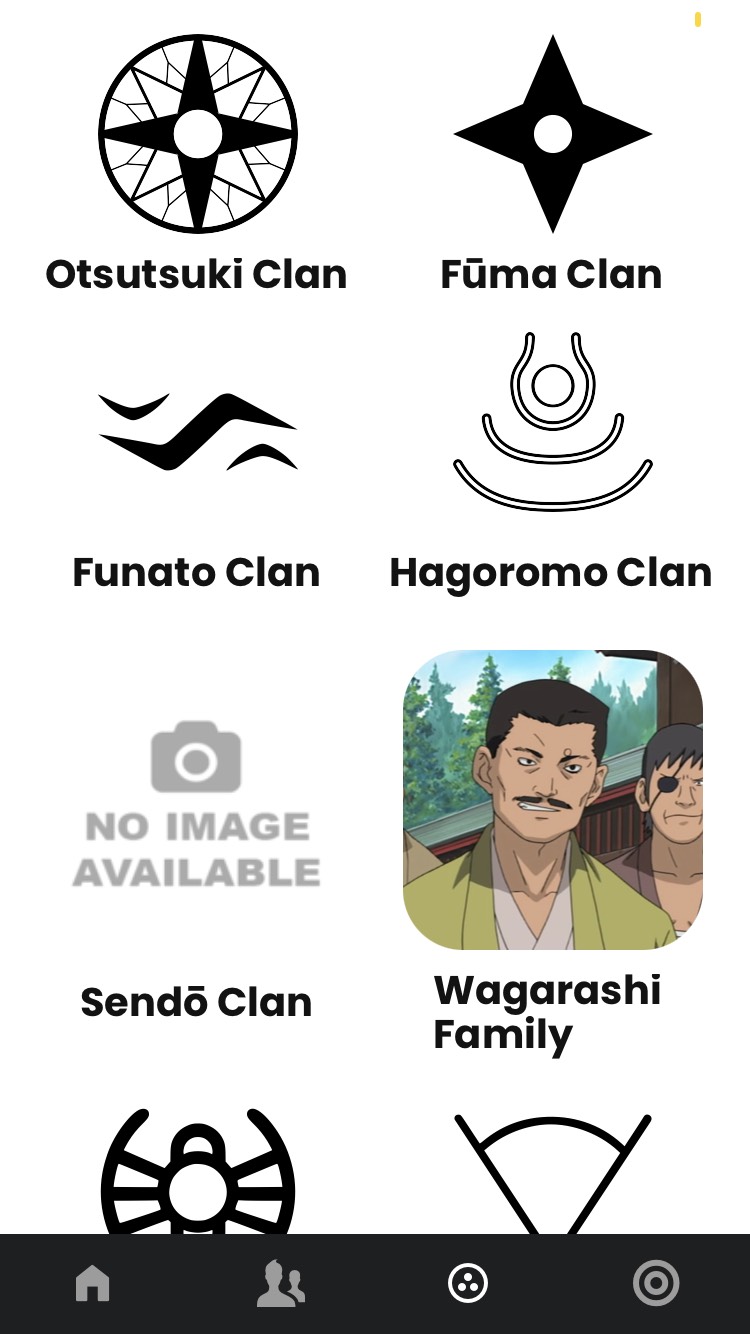 Otsutsuki Clan
Fūma Clan
Funato Clan
Hagoromo Clan
NO IMAGE
AVAILABLE
Sendō Clan
Wagarashi
Family